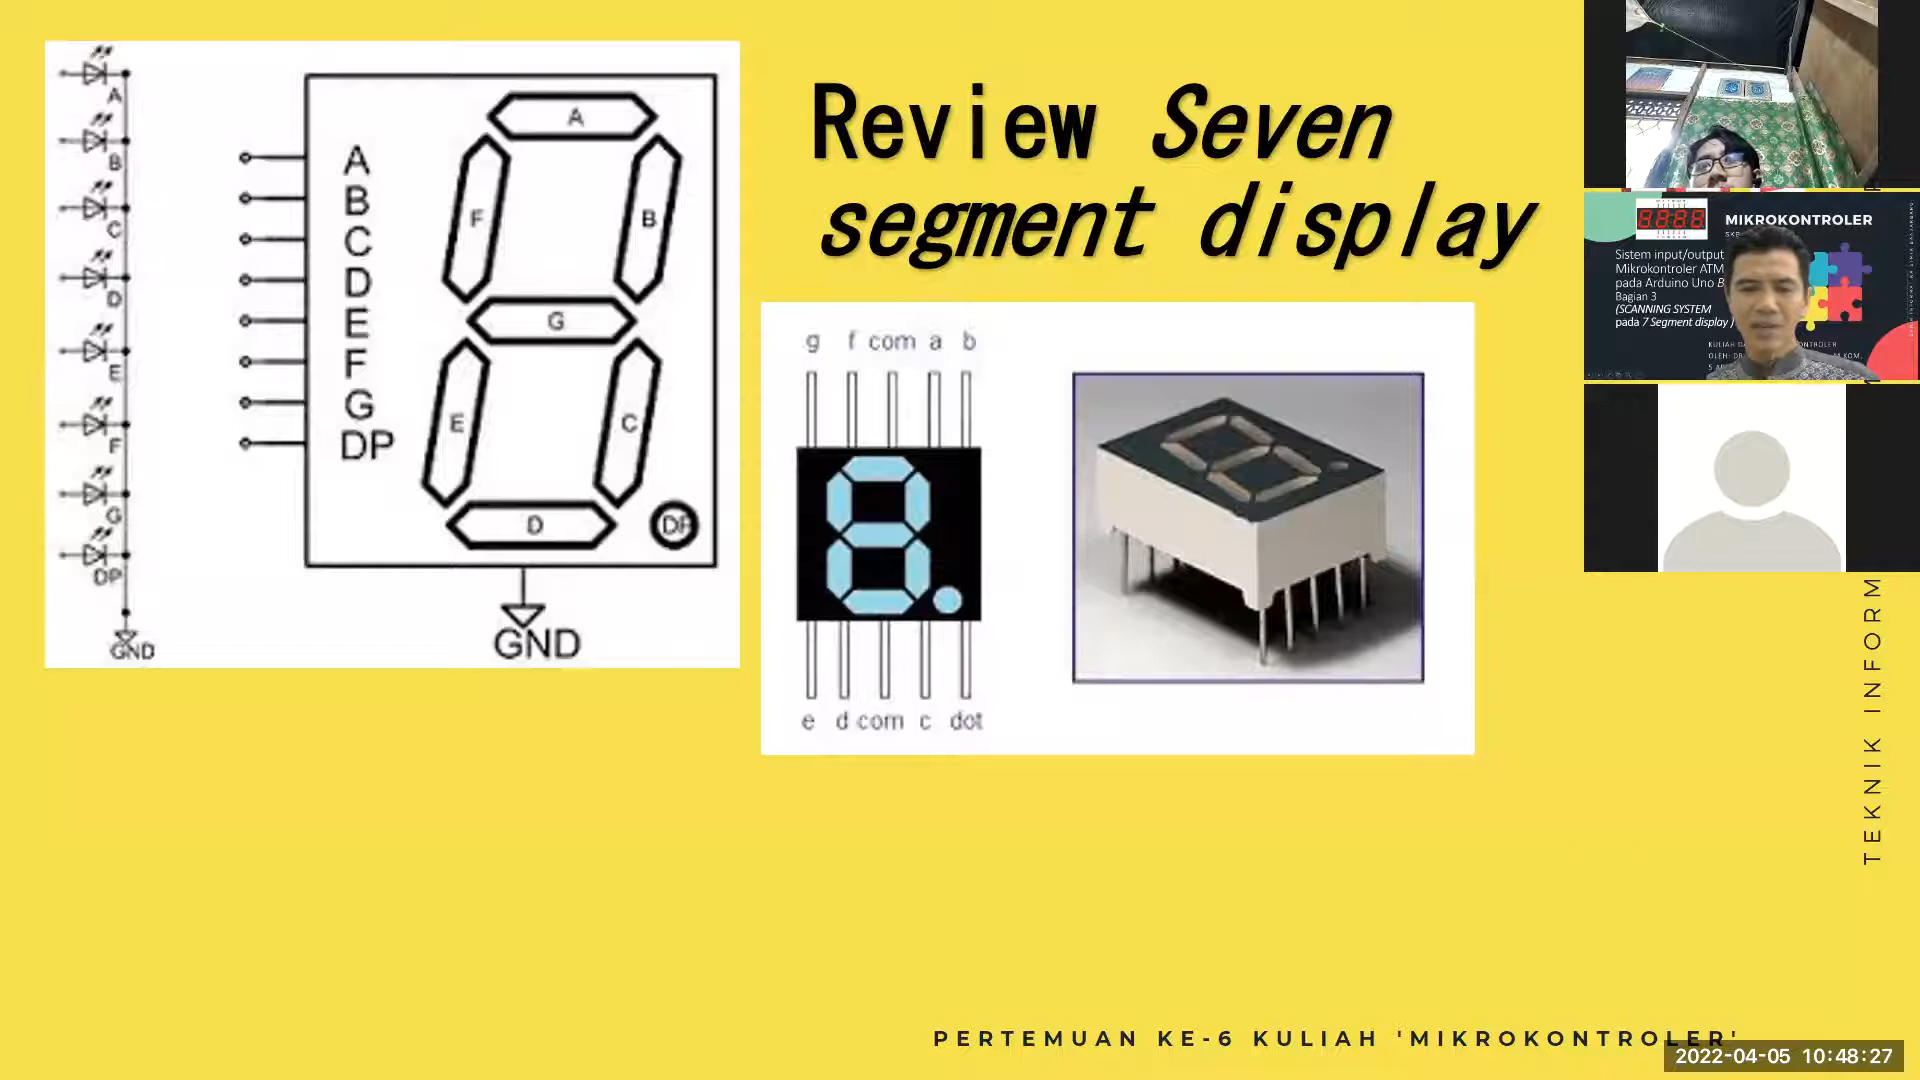 A
B
C
D
E
F
G
DP
GND
A
B
C
D
E
F
G
DP
A
F
B
G
E
C
D
DP
GND
Review Seven
segment display
g f com a b
e d com c dot
MIKROKONTROLER
Sistem input/output
Mikrokontroler ATM
pada Arduino Uno B
Bagian 3
(SCANNING SYSTEM
pada 7 Segment display )
TEKNIK INFORM
PERTEMUAN KE-6 KULIAH 'MIKROKONTROLER'
2022-04-05 10:48:27